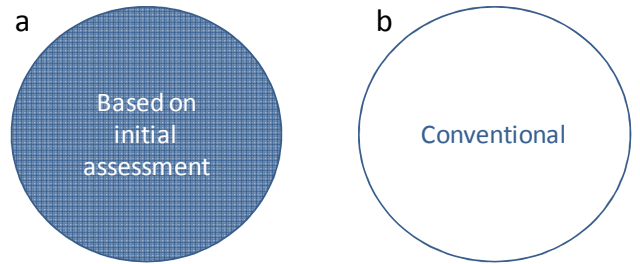 a
Based on
initial
assessment
b
Conventional